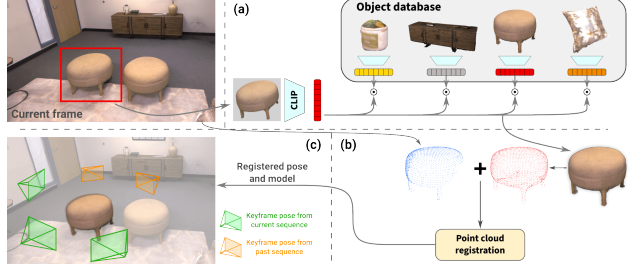 (a)
Object database
CLIP
Current frame
(c)
(b)
Registered pose
and model
Keyframe pose from
current sequence
Keyframe pose from
past sequence
Point cloud
registration